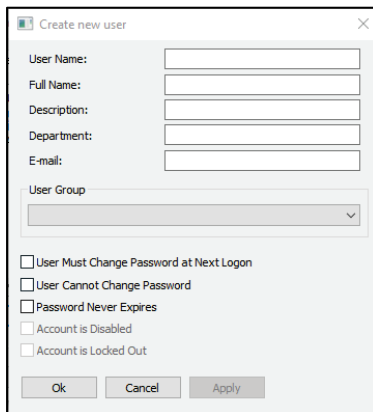 Create new user
User Name:
Full Name:
Description:
Department:
E-mail:
User Group
User Must Change Password at Next Logon
User Cannot Change Password
Password Never Expires
Account is Disabled
Account is Locked Out
Ok Cancel Apply